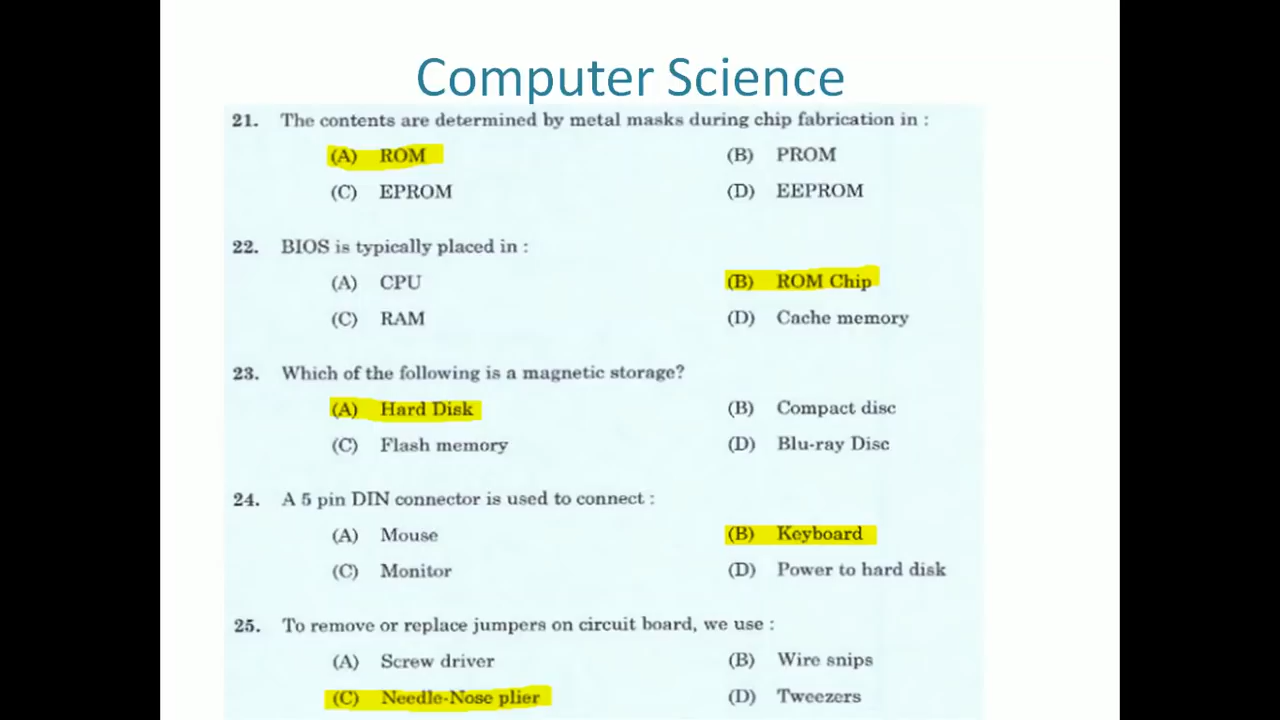 Computer Science
21. The contents are determined by metal masks during chip fabrication in :
(A) ROM (B) PROM
(C) EPROM (D) EEPROM
22. BIOS is typically placed in :
(A) CPU (B) ROM Chip
(C) RAM (D) Cache memory
23. Which of the following is a magnetic storage?
(A) Hard Disk (B) Compact disc
(C) Flash memory (D) Blu-ray Disc
24. A 5 pin DIN connector is used to connect :
(A) Mouse (B) Keyboard
(C) Monitor (D) Power to hard disk
25. To remove or replace jumpers on circuit board, we use :
(A) Screw driver (B) Wire snips
(C) Needle-Nose plier (D) Tweezers